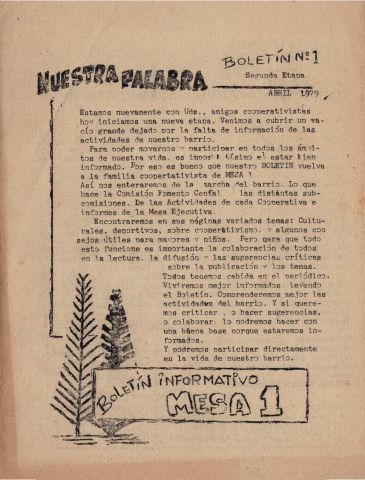 NUESTRA PALABRA
BOLETÍN Nº 1
Segunda Etapa
ABRIL 1979
Estamos nuevamente con Uds., amigos cooperativistas
hoy iniciamos una nueva etapa. Venimos a cubrir un va-
cío grande dejado por la falta de información de las
actividades de nuestro barrio.
Para poder movernos y participar en todos los ámbi-
tos de nuestra vida. es impor tísimo el estar bien
informado. Por eso es bueno que nuestro BOLETIN vuelva
a la familia coopertativista de MESA 1
Así nos enteraremos de la marcha del barrio. Lo que
hace la Comisión Fomento Cenfal las distantas sub-
comisiones. De las Actividades de cada Cooperativa e
informes de la Mesa Ejecutiva.
Encontraremos en sus páginas variados temas: Cultu-
rales, deportivos, sobre cooperativismo, y algunos con
sejos útiles para mayores y niños. Pero para que todo
esto funcione es importante la colaboración de todos
en la lectura. la difusión y las sugerencias críticas
sobre la publicación y los temas.
Todos tenemos cabida en el periódico.
Viviremos mejor informados. leyendo
el Boletín. Comprenderemos mejor las
actividades del barrio. Y si quere-
mos criticar, o hacer sugerencias,
o colaborar. lo podremos hacer con
una buena base porque estaremos in-
formados.
Y podremos participar directamente
en la vida de nuestro barrio.
BOLETÍN INFORMATIVO
MESA 1